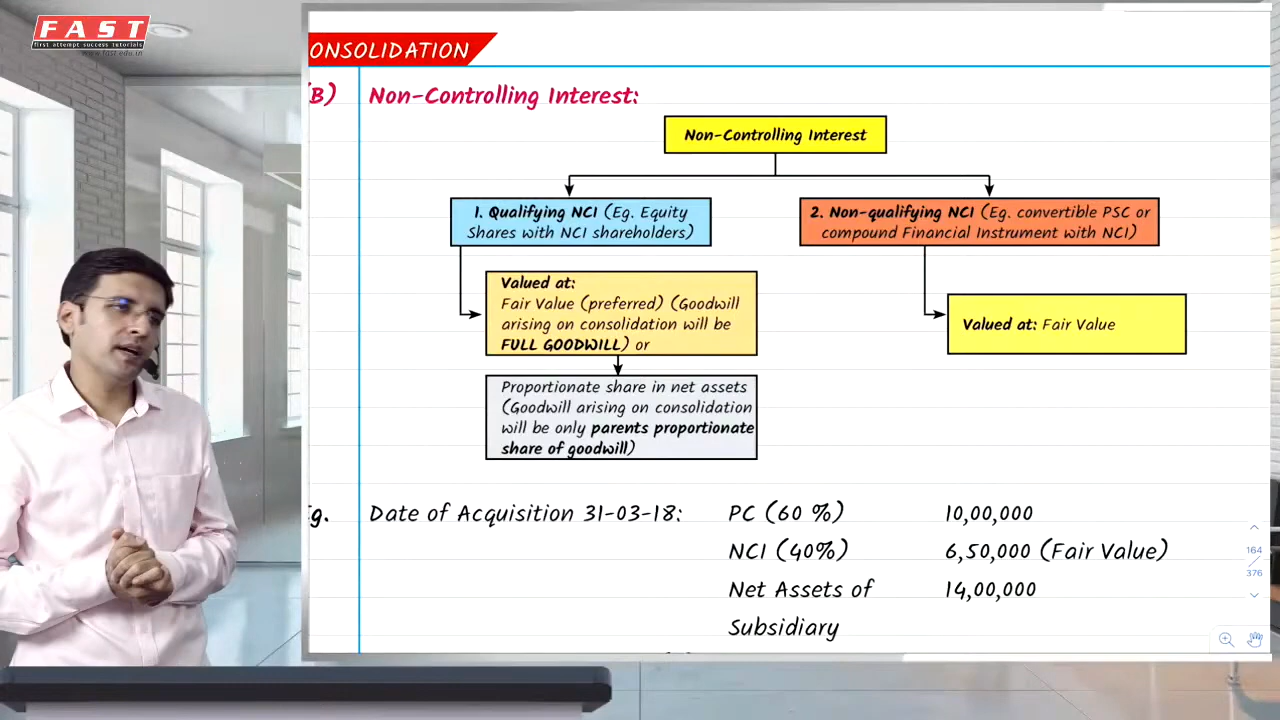 FAST
first attempt success tutorials
www.fast.edu.in
ONSOLIDATION
B) Non-Controlling Interest:
Non-Controlling Interest
1. Qualifying NCI (Eg. Equity
Shares with NCI shareholders)
2. Non-qualifying NCI (Eg. convertible PSC or
compound Financial Instrument with NCI)
Valued at:
Fair Value (preferred) (Goodwill
arising on consolidation will be
FULL GOODWILL) or
Valued at: Fair Value
Proportionate share in net assets
(Goodwill arising on consolidation
will be only parents proportionate
share of goodwill)
g. Date of Acquisition 31-03-18: PC (60 %) 10,00,000
NCI (40%) 6,50,000 (Fair Value)
Net Assets of 14,00,000
Subsidiary
164
376